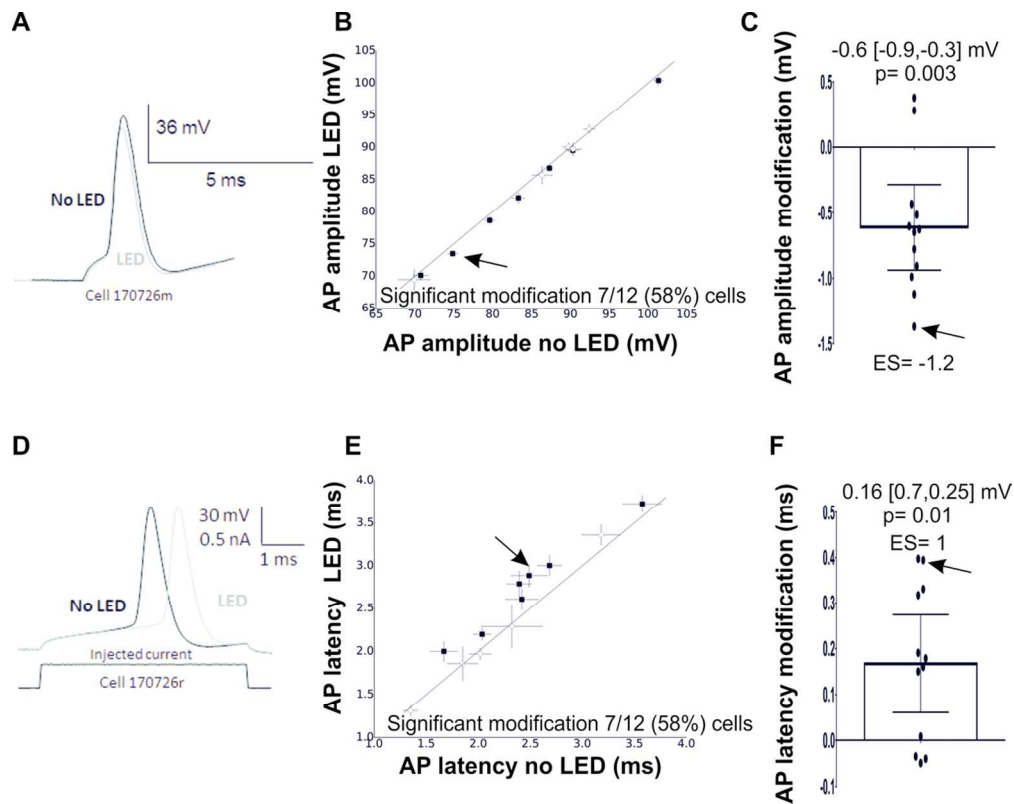 A
36 mV
5 ms
No LED
LED
Cell 170726m
B
AP amplitude LED (mV)
105
100
95
90
85
80
75
70
65
Significant modification 7/12 (58%) cells
65 70 75 80 85 90 95 100 105
AP amplitude no LED (mV)
C
-0.6 [-0.9,-0.3] mV
p= 0.003
AP amplitude modification (mV)
0.5
0.0
-0.5
-1.0
-1.5
ES= -1.2
D
30 mV
0.5 nA
1 ms
No LED
LED
Injected current
Cell 170726r
E
AP latency LED (ms)
4.0
3.5
3.0
2.5
2.0
1.5
1.0
Significant modification 7/12 (58%) cells
1.0 1.5 2.0 2.5 3.0 3.5 4.0
AP latency no LED (ms)
F
0.16 [0.7,0.25] mV
p= 0.01
ES= 1
AP latency modification (ms)
0.5
0.4
0.3
0.2
0.1
0.0
-0.1